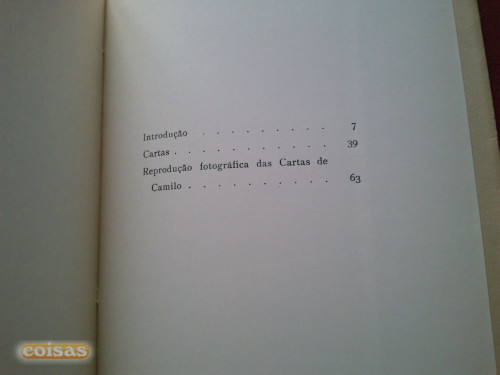 Introdução . . . . . . . . . 7
Cartas . . . . . . . . . . 39
Reprodução fotográfica das Cartas de
Camilo . . . . . . . . . 63
coisas